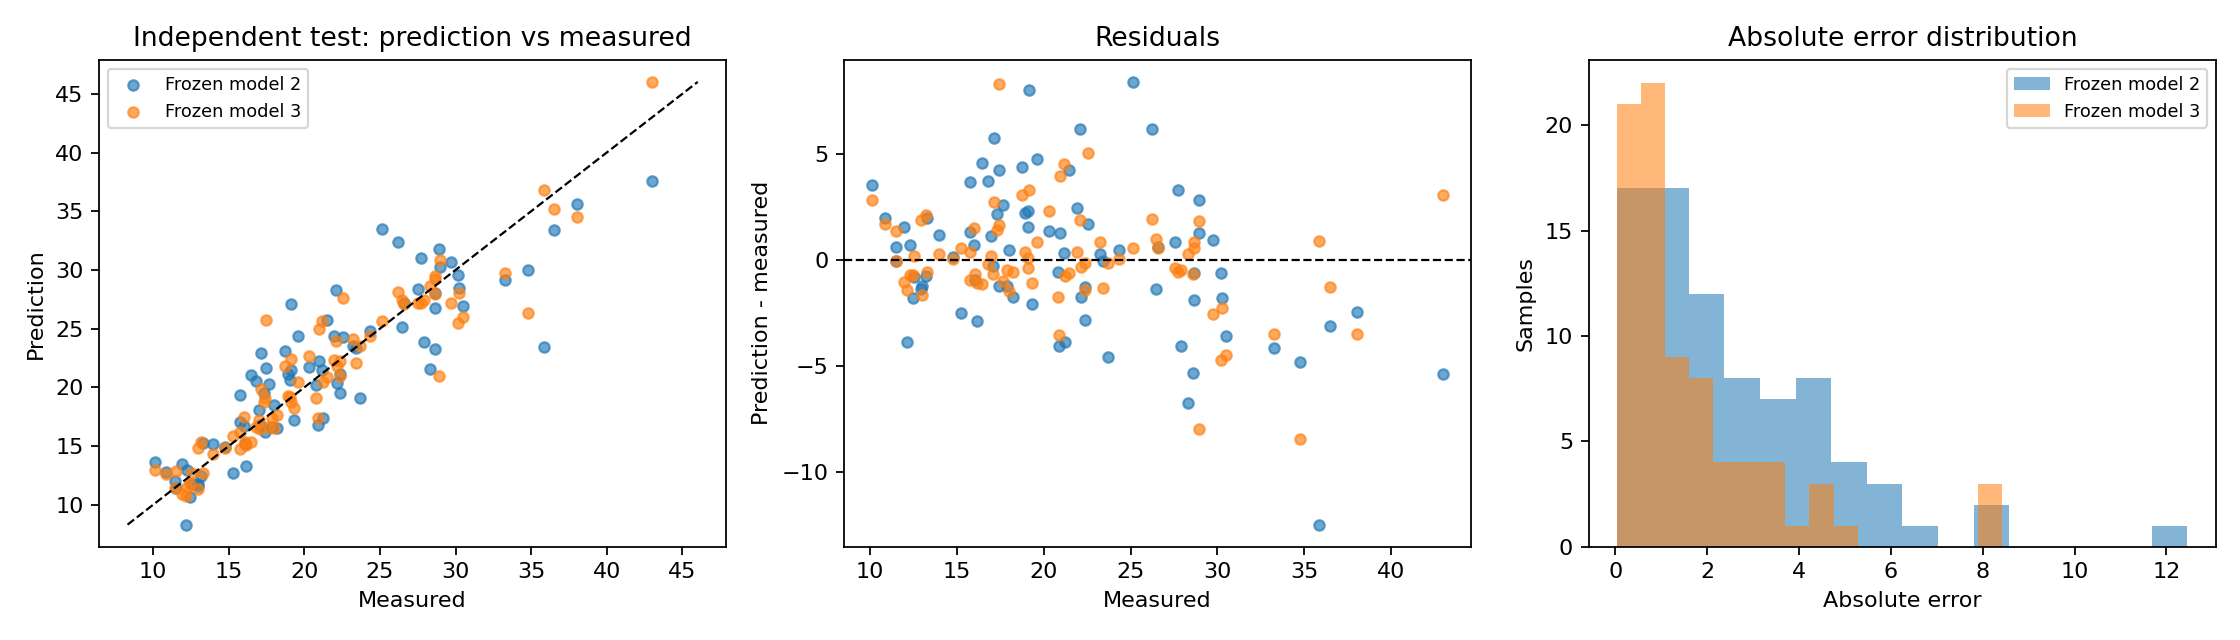 Independent test: prediction vs measured
Frozen model 2
Frozen model 3
Prediction
45
40
35
30
25
20
15
10
10 15 20 25 30 35 40 45
Measured
Residuals
Prediction - measured
5
0
−5
−10
10 15 20 25 30 35 40
Measured
Absolute error distribution
Frozen model 2
Frozen model 3
Samples
20
15
10
5
0
0 2 4 6 8 10 12
Absolute error